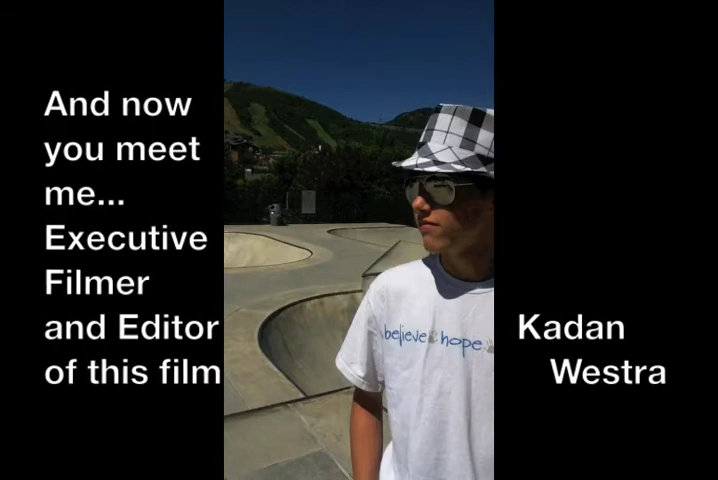 And now
you meet
me...
Executive
Filmer
and Editor
of this film
Kadan
Westra
believe hope